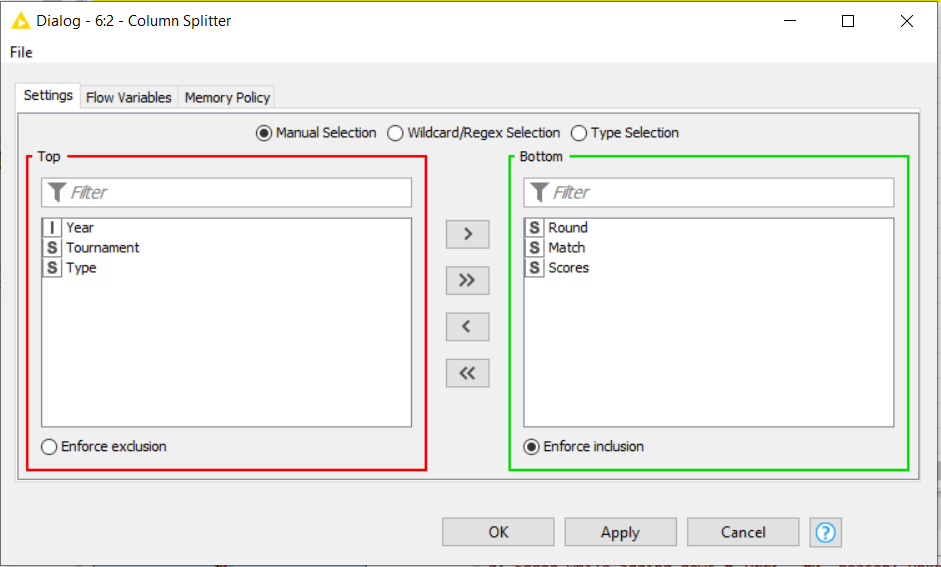 Dialog - 6:2 - Column Splitter
File
Settings Flow Variables Memory Policy
Manual Selection Wildcard/Regex Selection Type Selection
Top Bottom
Filter Filter
I Year S Round
S Tournament S Match
S Type S Scores
>
>>
<
<<
Enforce exclusion Enforce inclusion
OK Apply Cancel ?